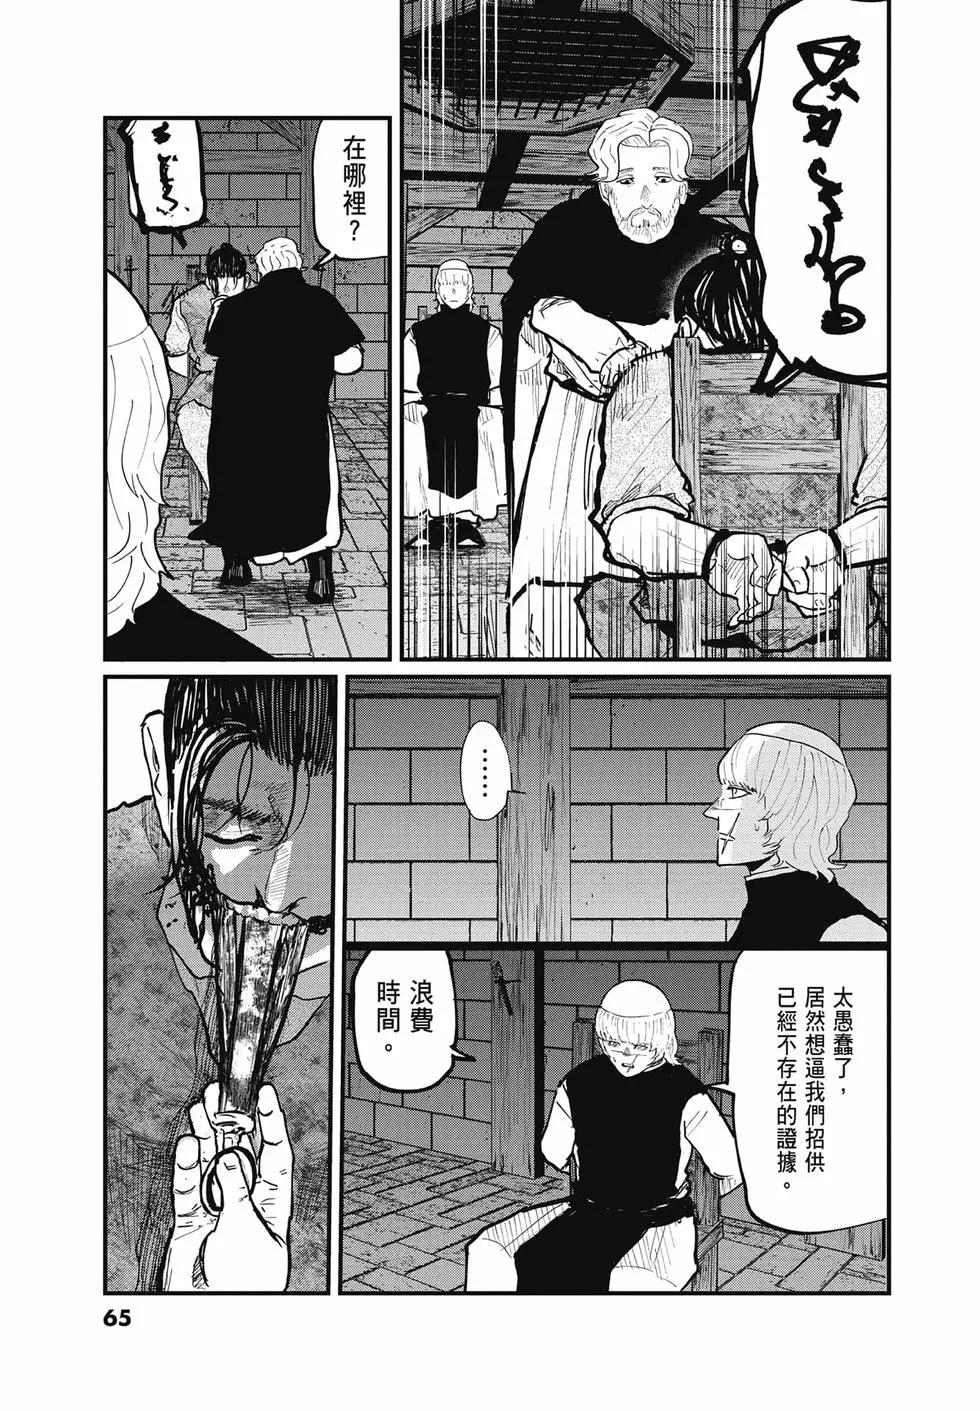 在哪裡？
……
太愚蠢了，
居然想逼我們招供
已經不存在的證據。
浪費
時間。
65